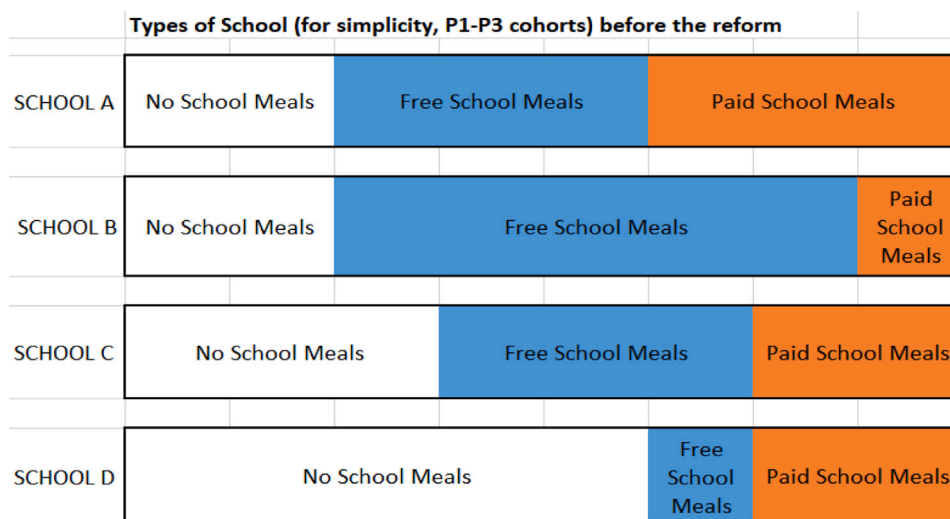 Types of School (for simplicity, P1-P3 cohorts) before the reform
SCHOOL A No School Meals Free School Meals Paid School Meals
SCHOOL B No School Meals Free School Meals Paid
School
Meals
SCHOOL C No School Meals Free School Meals Paid School Meals
SCHOOL D No School Meals Free
School
Meals Paid School Meals